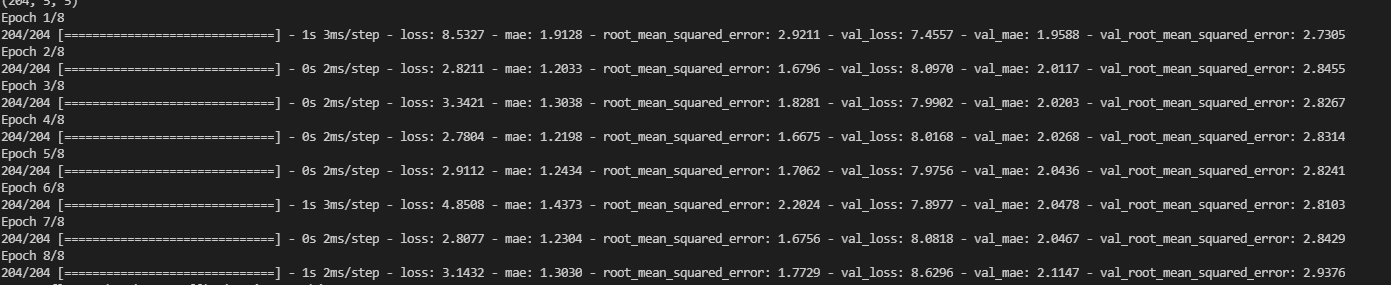 (204, 5, 5)
Epoch 1/8
204/204 [==============================] - 1s 3ms/step - loss: 8.5327 - mae: 1.9128 - root_mean_squared_error: 2.9211 - val_loss: 7.4557 - val_mae: 1.9588 - val_root_mean_squared_error: 2.7305
Epoch 2/8
204/204 [==============================] - 0s 2ms/step - loss: 2.8211 - mae: 1.2033 - root_mean_squared_error: 1.6796 - val_loss: 8.0970 - val_mae: 2.0117 - val_root_mean_squared_error: 2.8455
Epoch 3/8
204/204 [==============================] - 0s 2ms/step - loss: 3.3421 - mae: 1.3038 - root_mean_squared_error: 1.8281 - val_loss: 7.9902 - val_mae: 2.0203 - val_root_mean_squared_error: 2.8267
Epoch 4/8
204/204 [==============================] - 0s 2ms/step - loss: 2.7804 - mae: 1.2198 - root_mean_squared_error: 1.6675 - val_loss: 8.0168 - val_mae: 2.0268 - val_root_mean_squared_error: 2.8314
Epoch 5/8
204/204 [==============================] - 0s 2ms/step - loss: 2.9112 - mae: 1.2434 - root_mean_squared_error: 1.7062 - val_loss: 7.9756 - val_mae: 2.0436 - val_root_mean_squared_error: 2.8241
Epoch 6/8
204/204 [==============================] - 1s 3ms/step - loss: 4.8508 - mae: 1.4373 - root_mean_squared_error: 2.2024 - val_loss: 7.8977 - val_mae: 2.0478 - val_root_mean_squared_error: 2.8103
Epoch 7/8
204/204 [==============================] - 0s 2ms/step - loss: 2.8077 - mae: 1.2304 - root_mean_squared_error: 1.6756 - val_loss: 8.0818 - val_mae: 2.0467 - val_root_mean_squared_error: 2.8429
Epoch 8/8
204/204 [==============================] - 1s 2ms/step - loss: 3.1432 - mae: 1.3030 - root_mean_squared_error: 1.7729 - val_loss: 8.6296 - val_mae: 2.1147 - val_root_mean_squared_error: 2.9376